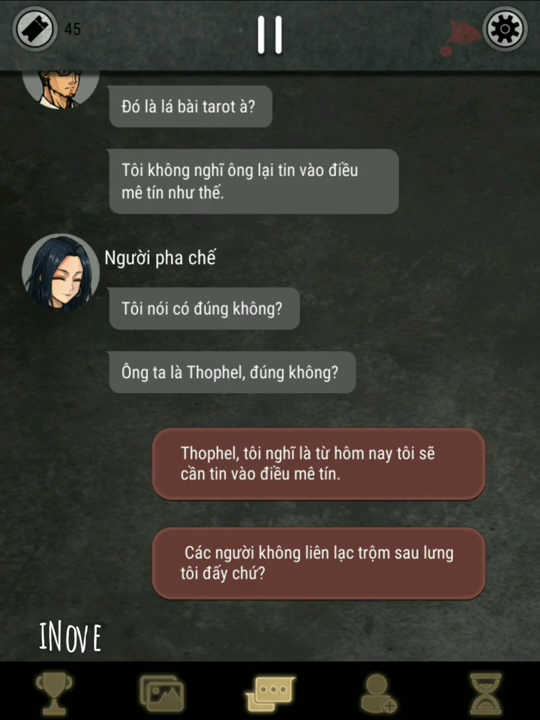 45
Đó là lá bài tarot à?
Tôi không nghĩ ông lại tin vào điều
mê tín như thế.
Người pha chế
Tôi nói có đúng không?
Ông ta là Thophel, đúng không?
Thophel, tôi nghĩ là từ hôm nay tôi sẽ
cần tin vào điều mê tín.
Các người không liên lạc trộm sau lưng
tôi đấy chứ?
INOVE